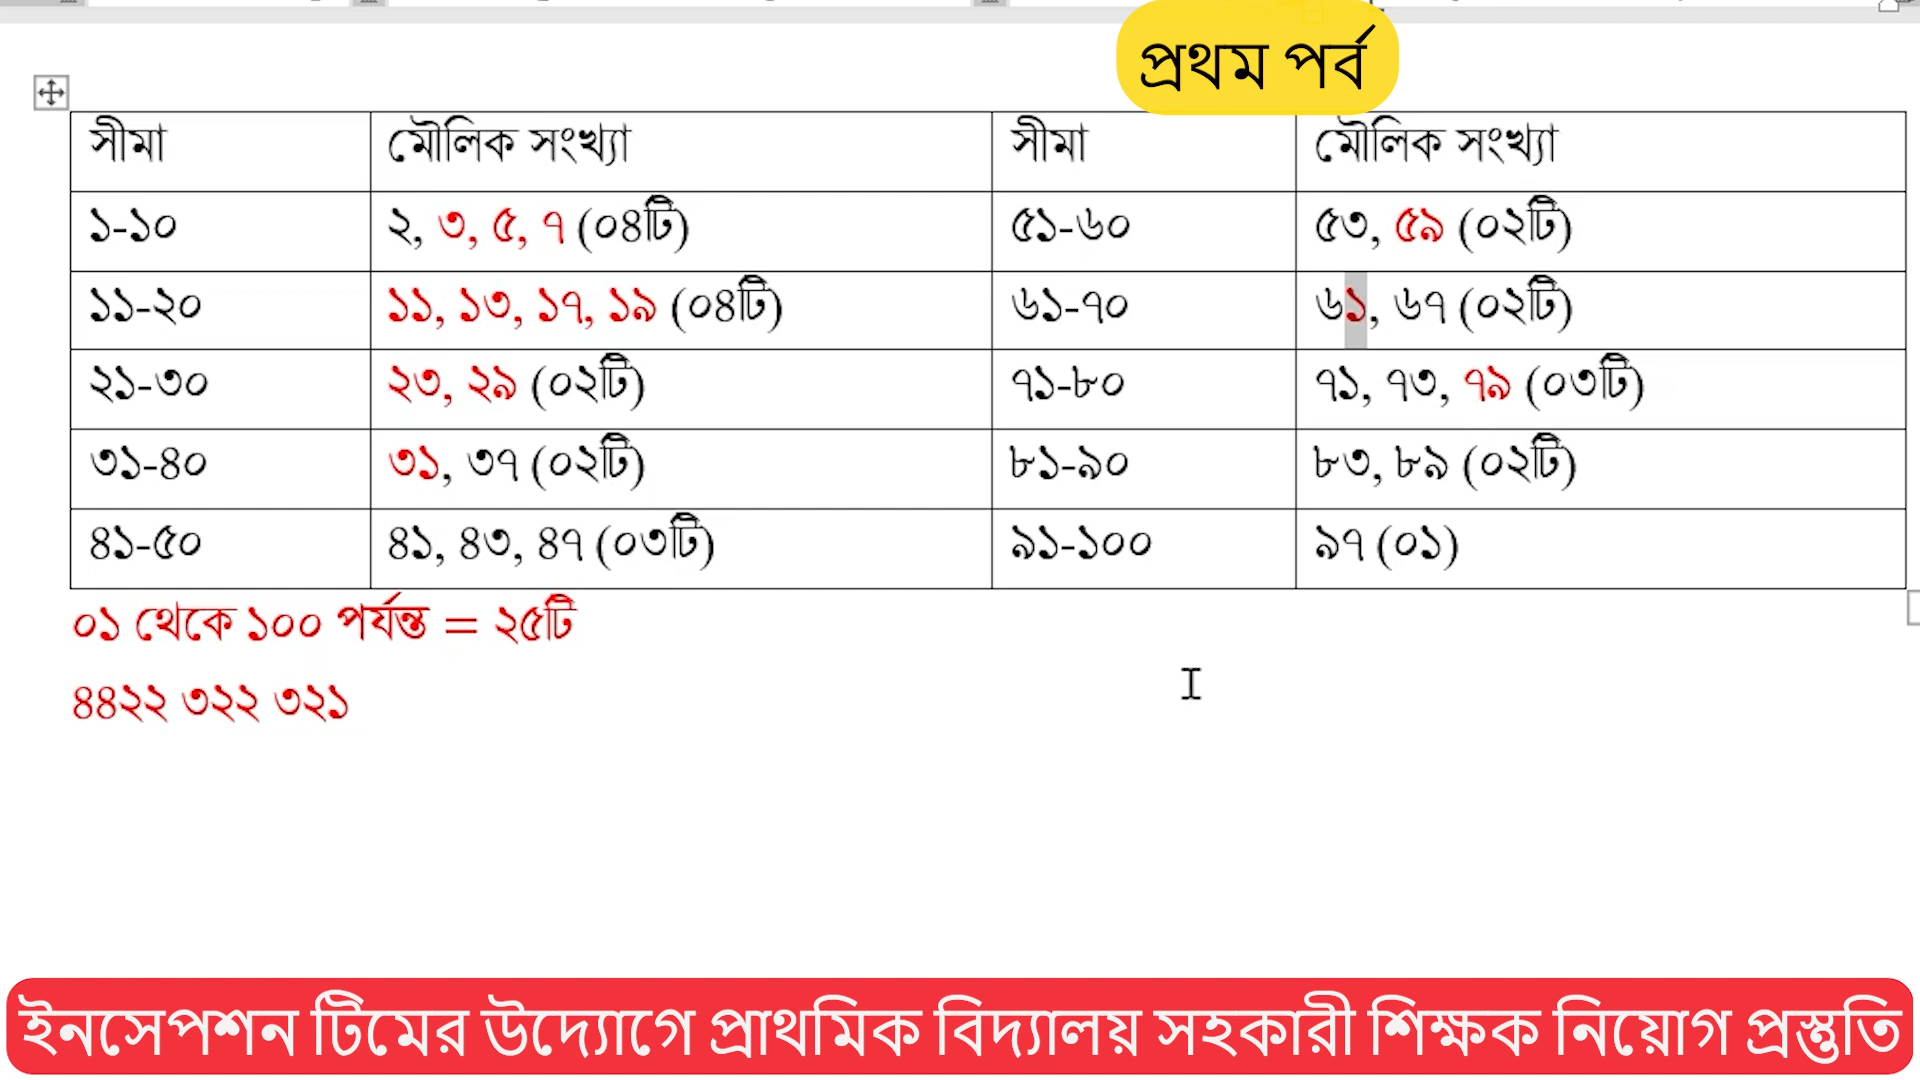 প্রথম পর্ব
সীমা মৌলিক সংখ্যা সীমা মৌলিক সংখ্যা
১-১০ ২, ৩, ৫, ৭ (০৪টি) ৫১-৬০ ৫৩, ৫৯ (০২টি)
১১-২০ ১১, ১৩, ১৭, ১৯ (০৪টি) ৬১-৭০ ৬১, ৬৭ (০২টি)
২১-৩০ ২৩, ২৯ (০২টি) ৭১-৮০ ৭১, ৭৩, ৭৯ (০৩টি)
৩১-৪০ ৩১, ৩৭ (০২টি) ৮১-৯০ ৮৩, ৮৯ (০২টি)
৪১-৫০ ৪১, ৪৩, ৪৭ (০৩টি) ৯১-১০০ ৯৭ (০১)
০১ থেকে ১০০ পর্যন্ত = ২৫টি
৪৪২২ ৩২২ ৩২১
ইনসেপশন টিমের উদ্যোগে প্রাথমিক বিদ্যালয় সহকারী শিক্ষক নিয়োগ প্রস্তুতি